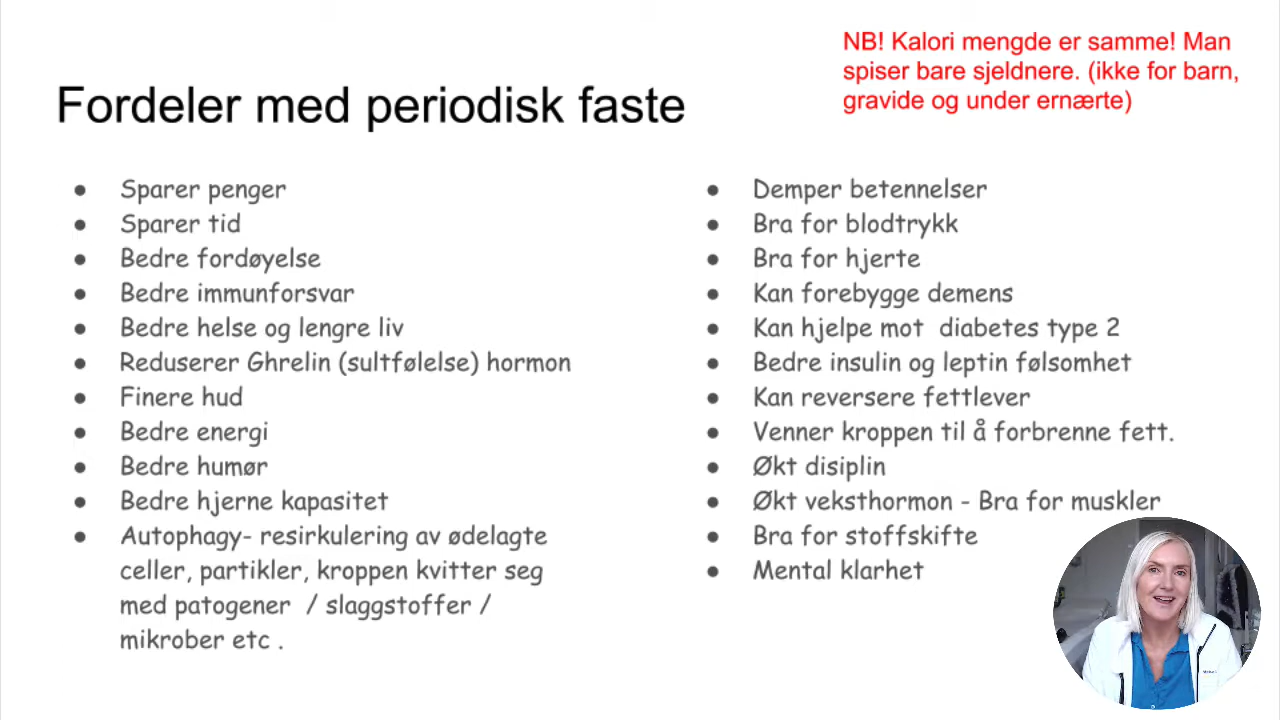 NB! Kalori mengde er samme! Man
spiser bare sjeldnere. (ikke for barn,
gravide og under ernærte)
Fordeler med periodisk faste
● Sparer penger
● Sparer tid
● Bedre fordøyelse
● Bedre immunforsvar
● Bedre helse og lengre liv
● Reduserer Ghrelin (sultfølelse) hormon
● Finere hud
● Bedre energi
● Bedre humør
● Bedre hjerne kapasitet
● Autophagy- resirkulering av ødelagte
celler, partikler, kroppen kvitter seg
med patogener / slaggstoffer /
mikrober etc .
● Demper betennelser
● Bra for blodtrykk
● Bra for hjerte
● Kan forebygge demens
● Kan hjelpe mot diabetes type 2
● Bedre insulin og leptin følsomhet
● Kan reversere fettlever
● Venner kroppen til å forbrenne fett.
● Økt disiplin
● Økt veksthormon - Bra for muskler
● Bra for stoffskifte
● Mental klarhet